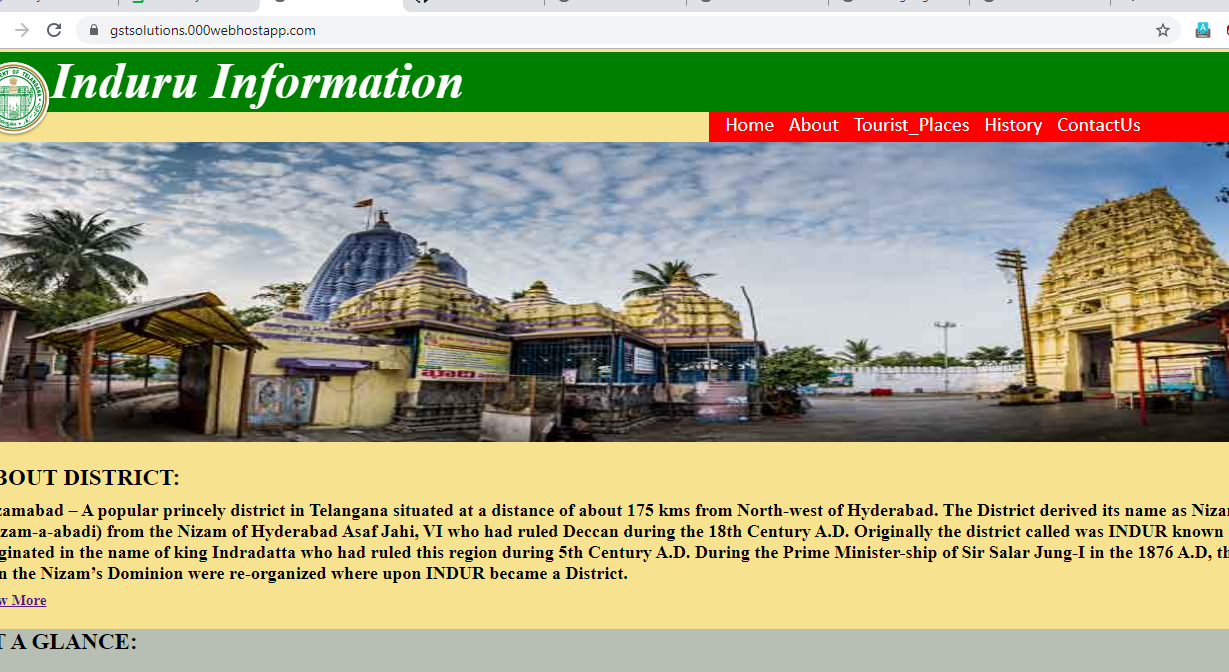 gstsolutions.000webhostapp.com
Induru Information
Home About Tourist_Places History ContactUs
BOUT DISTRICT:
zamabad – A popular princely district in Telangana situated at a distance of about 175 kms from North-west of Hyderabad. The District derived its name as Niza
izam-a-abadi) from the Nizam of Hyderabad Asaf Jahi, VI who had ruled Deccan during the 18th Century A.D. Originally the district called was INDUR known
ginated in the name of king Indradatta who had ruled this region during 5th Century A.D. During the Prime Minister-ship of Sir Salar Jung-I in the 1876 A.D, th
n the Nizam’s Dominion were re-organized where upon INDUR became a District.
w More
T A GLANCE: